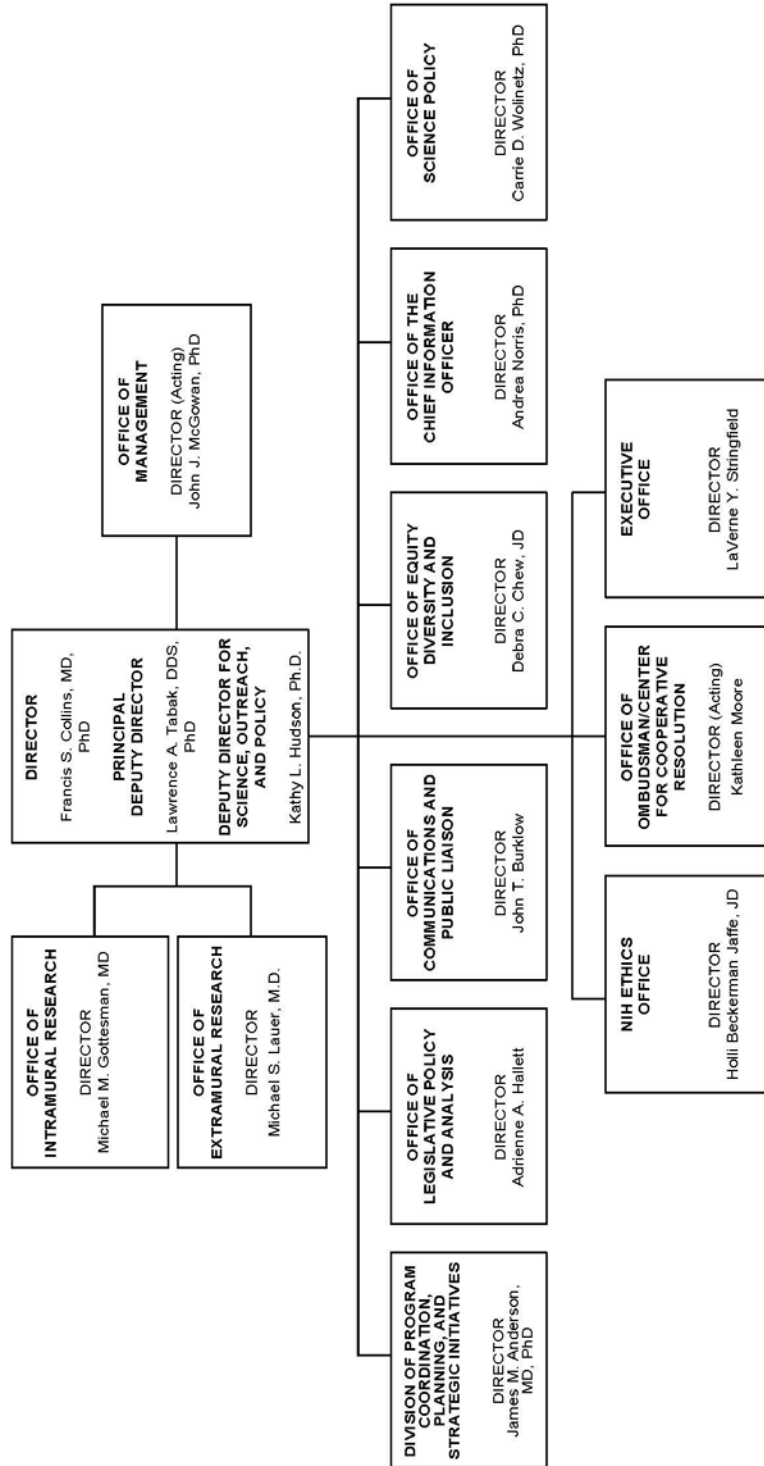 OFFICE OF
INTRAMURAL RESEARCH
DIRECTOR
Michael M. Gottesman, MD
OFFICE OF
EXTRAMURAL RESEARCH
DIRECTOR
Michael S. Lauer, M.D.
DIRECTOR
Francis S. Collins, MD,
PhD
PRINCIPAL
DEPUTY DIRECTOR
Lawrence A. Tabak, DDS,
PhD
DEPUTY DIRECTOR FOR
SCIENCE, OUTREACH,
AND POLICY
Kathy L. Hudson, Ph.D.
OFFICE OF
MANAGEMENT
DIRECTOR (Acting)
John J. McGowan, PhD
DIVISION OF PROGRAM
COORDINATION,
PLANNING, AND
STRATEGIC INITIATIVES
DIRECTOR
James M. Anderson,
MD, PhD
OFFICE OF
LEGISLATIVE POLICY
AND ANALYSIS
DIRECTOR
Adrienne A. Hallett
OFFICE OF
COMMUNICATIONS AND
PUBLIC LIAISON
DIRECTOR
John T. Burklow
OFFICE OF EQUITY
DIVERSITY AND
INCLUSION
DIRECTOR
Debra C. Chew, JD
OFFICE OF THE
CHIEF INFORMATION
OFFICER
DIRECTOR
Andrea Norris, PhD
OFFICE OF
SCIENCE POLICY
DIRECTOR
Carrie D. Wolinetz, PhD
NIH ETHICS
OFFICE
DIRECTOR
Holli Beckerman Jaffe, JD
OFFICE OF
OMBUDSMAN/CENTER
FOR COOPERATIVE
RESOLUTION
DIRECTOR (Acting)
Kathleen Moore
EXECUTIVE
OFFICE
DIRECTOR
LaVerne Y. Stringfield